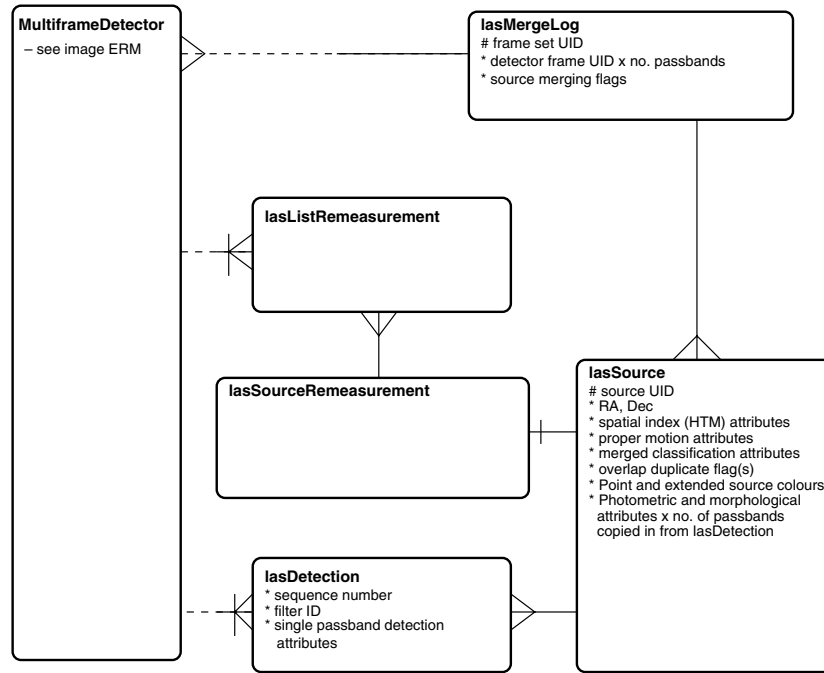 MultiframeDetector
– see image ERM
lasMergeLog
# frame set UID
* detector frame UID x no. passbands
* source merging flags
lasListRemeasurement
lasSourceRemeasurement
lasSource
# source UID
* RA, Dec
* spatial index (HTM) attributes
* proper motion attributes
* merged classification attributes
* overlap duplicate flag(s)
* Point and extended source colours
* Photometric and morphological
attributes x no. of passbands
copied in from lasDetection
lasDetection
* sequence number
* filter ID
* single passband detection
attributes